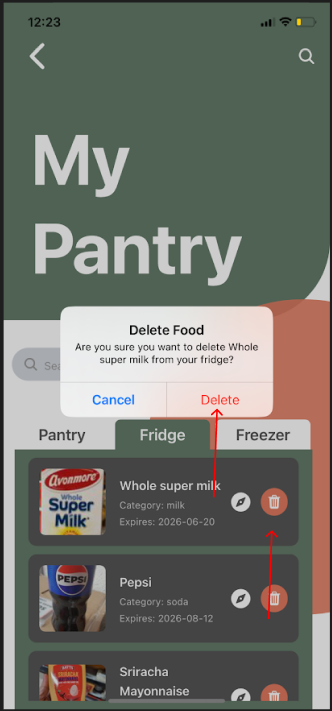 12:23
My
Pantry
Delete Food
Are you sure you want to delete Whole
super milk from your fridge?
Sea
Cancel
Delete
Pantry
Fridge
Freezer
Avonmore
Whole
Super
Milk
Whole super milk
Category: milk
Expires: 2026-06-20
PEPSI
Pepsi
Category: soda
Expires: 2026-08-12
SRIRACHA
Sriracha
Mayonnaise